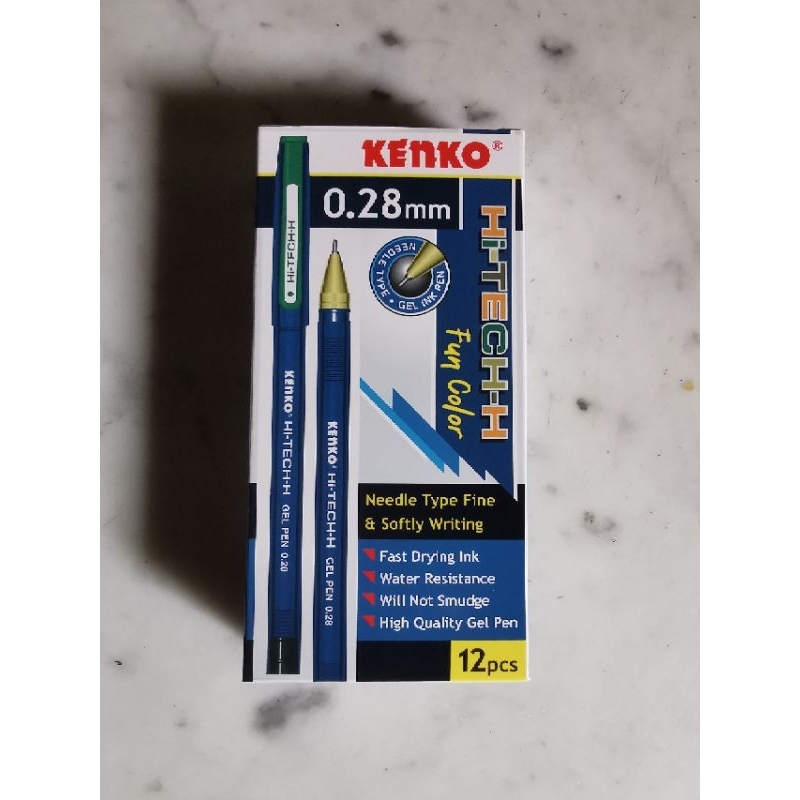 KENKO®
0.28mm
Hi-TECH-H
Fun Color
NEEDLE TYPE • GEL INK PEN
Hi-TECH-H
KENKO Hi-TECH-H GEL PEN 0.28
KENKO Hi-TECH-H GEL PEN 0.28
Needle Type Fine
& Softly Writing
Fast Drying Ink
Water Resistance
Will Not Smudge
High Quality Gel Pen
12pcs